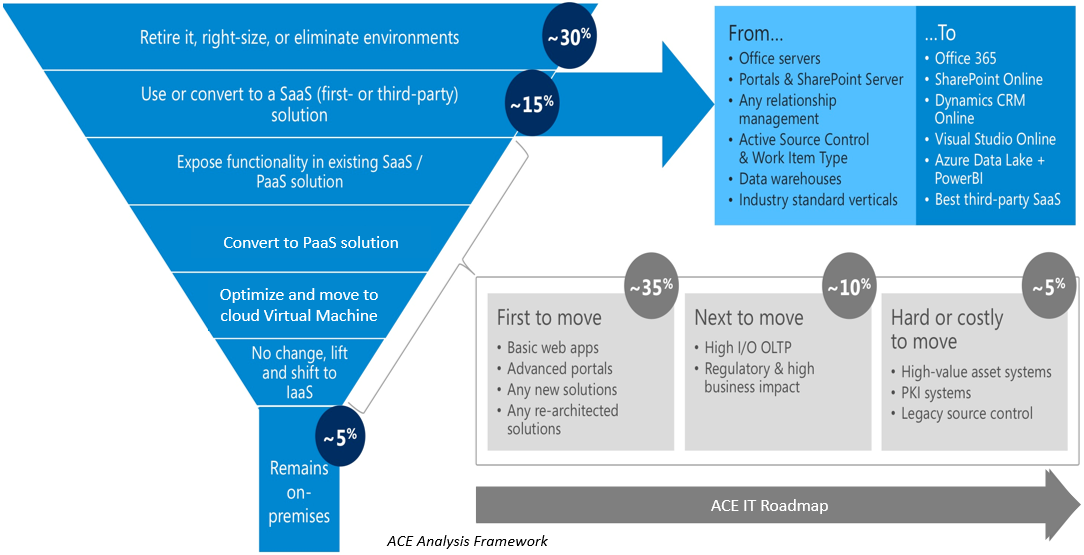 Retire it, right-size, or eliminate environments
~30%
Use or convert to a SaaS (first- or third-party)
solution
~15%
Expose functionality in existing SaaS /
PaaS solution
Convert to PaaS solution
Optimize and move to
cloud Virtual Machine
No change, lift
and shift to
IaaS
~5%
Remains
on-
premises
From...
• Office servers
• Portals & SharePoint Server
• Any relationship
management
• Active Source Control
& Work Item Type
• Data warehouses
• Industry standard verticals
...To
• Office 365
• SharePoint Online
• Dynamics CRM
Online
• Visual Studio Online
• Azure Data Lake +
PowerBI
• Best third-party SaaS
~35%
First to move
• Basic web apps
• Advanced portals
• Any new solutions
• Any re-architected
solutions
~10%
Next to move
• High I/O OLTP
• Regulatory & high
business impact
~5%
Hard or costly
to move
• High-value asset systems
• PKI systems
• Legacy source control
ACE IT Roadmap
ACE Analysis Framework